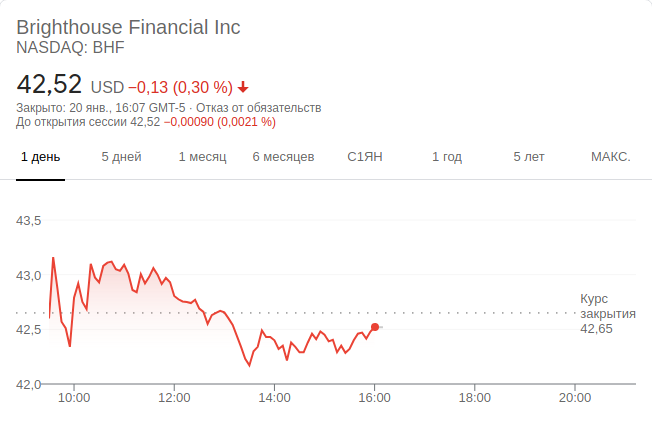 Brighthouse Financial Inc
NASDAQ: BHF
42,52 USD −0,13 (0,30 %)
Закрыто: 20 янв., 16:07 GMT-5 · Отказ от обязательств
До открытия сессии 42,52 −0,00090 (0,0021 %)
1 день 5 дней 1 месяц 6 месяцев С1ЯН 1 год 5 лет МАКС.
43,5
43,0
Курс
закрытия
42,5 42,65
42,0
10:00 12:00 14:00 16:00 18:00 20:00